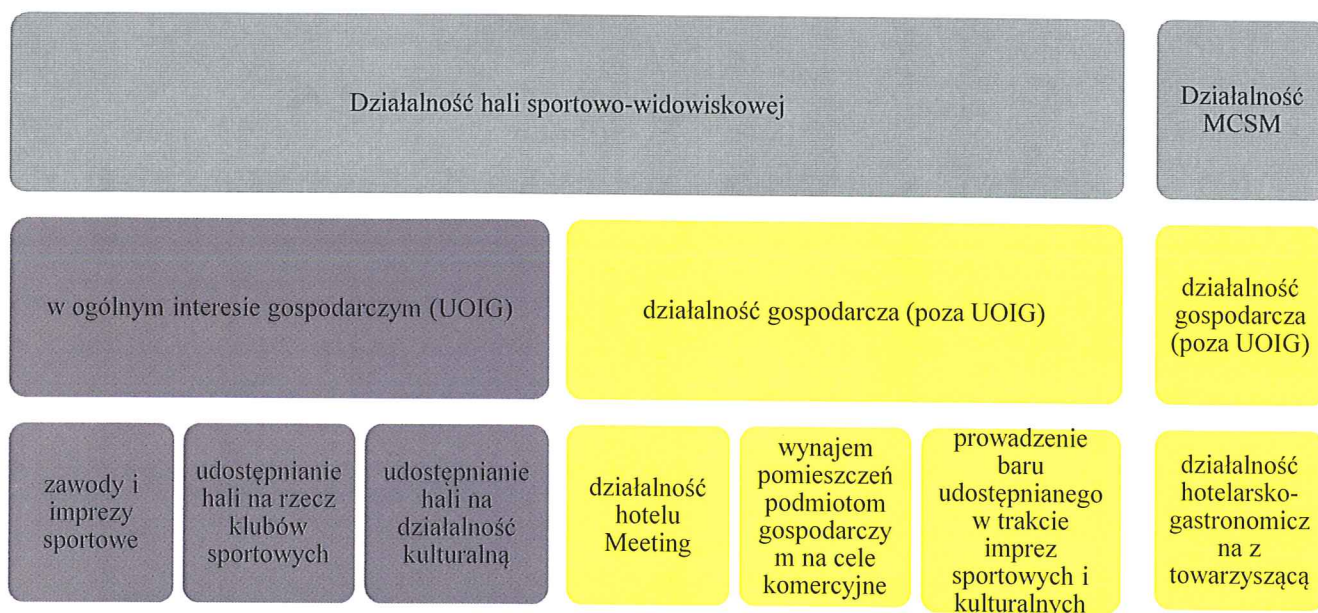 Działalność hali sportowo-widowiskowej
Działalność
MCSM
w ogólnym interesie gospodarczym (UOIG)
działalność gospodarcza (poza UOIG)
działalność
gospodarcza
(poza UOIG)
zawody i
imprezy
sportowe
udostępnianie
hali na rzecz
klubów
sportowych
udostępnianie
hali na
działalność
kulturalną
działalność
hotelu
Meeting
wynajem
pomieszczeń
podmiotom
gospodarczy
m na cele
komercyjne
prowadzenie
baru
udostępnianego
w trakcie
imprez
sportowych i
kulturalnych
działalność
hotelarsko-
gastronomicz
na z
towarzyszącą